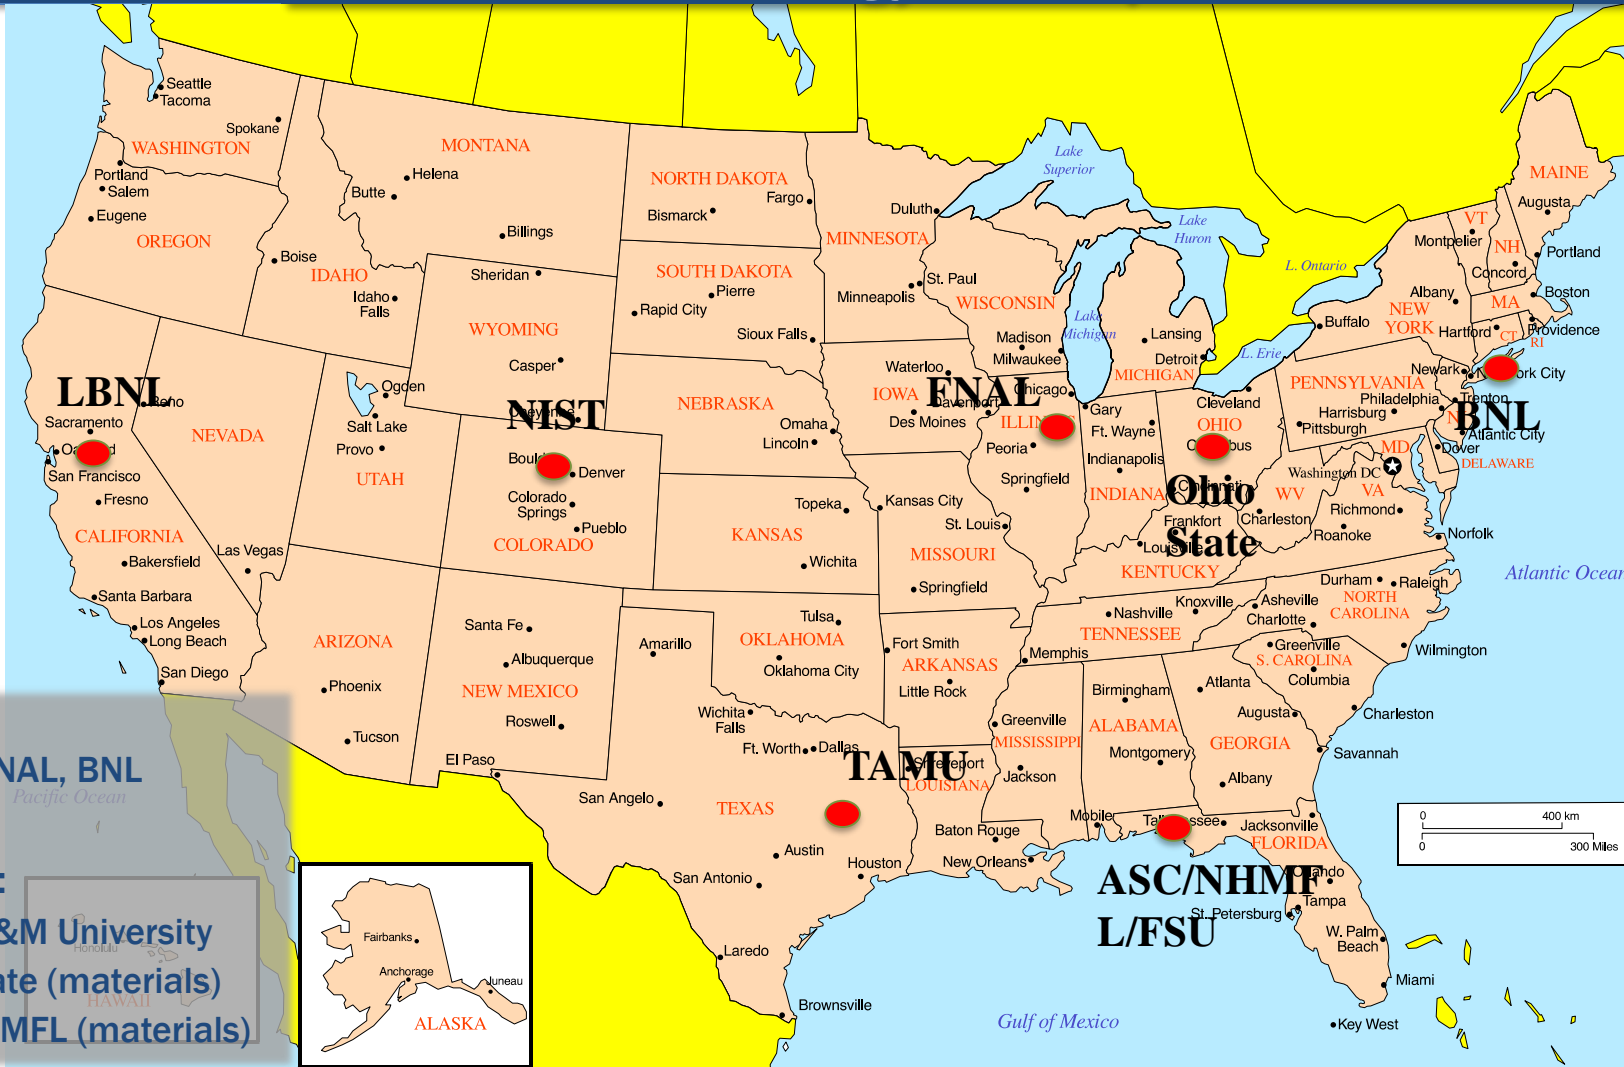 Seattle
Tacoma
Spokane
WASHINGTON
MONTANA
Portland
Salem
Eugene
OREGON
Butte
Helena
Billings
Boise
IDAHO
Idaho
Falls
Sheridan
WYOMING
Casper
NORTH DAKOTA
Bismarck
Fargo
SOUTH DAKOTA
Pierre
Rapid City
Sioux Falls
Duluth
MINNESOTA
St. Paul
Minneapolis
Lake
Superior
Lake
Huron
L. Ontario
L. Erie
Lake
Michigan
WISCONSIN
Madison
Milwaukee
Lansing
Detroit
MICHIGAN
MAINE
Augusta
VT
Montpelier
NH
Concord
Portland
Albany
MA
Boston
NEW
YORK
Hartford
CT
RI
Providence
Buffalo
Newark
Trenton
PENNSYLVANIA
Philadelphia
Harrisburg
Pittsburgh
BNL
Atlantic City
Dover
DELAWARE
MD
Washington DC
VA
WV
Richmond
Roanoke
Norfolk
Charleston
LBNL
Reno
Sacramento
San Francisco
Fresno
CALIFORNIA
Bakersfield
Santa Barbara
Los Angeles
Long Beach
San Diego
NEVADA
Las Vegas
Ogden
Salt Lake
Provo
UTAH
NIST
Cheyenne
Denver
Colorado
Springs
Pueblo
COLORADO
NEBRASKA
Omaha
Lincoln
Waterloo
IOWA
Davenport
Des Moines
FNAL
Chicago
Peoria
Springfield
Gary
Ft. Wayne
Indianapolis
INDIANA
Cleveland
OHIO
Cincinnati
Ohio
State
Frankfort
Louisville
KENTUCKY
Topeka
KANSAS
Wichita
Kansas City
St. Louis
MISSOURI
Springfield
Atlantic Ocean
ARIZONA
Phoenix
Tucson
Santa Fe
Albuquerque
NEW MEXICO
Roswell
El Paso
Amarillo
Tulsa
OKLAHOMA
Oklahoma City
Wichita
Falls
Ft. Worth
Dallas
Fort Smith
ARKANSAS
Little Rock
Memphis
Nashville
Knoxville
TENNESSEE
Asheville
Charlotte
Durham
Raleigh
NORTH
CAROLINA
Wilmington
Greenville
S. CAROLINA
Columbia
Charleston
Birmingham
ALABAMA
Montgomery
Atlanta
Augusta
GEORGIA
Savannah
Albany
Greenville
MISSISSIPPI
Jackson
TAMU
Shreveport
LOUISIANA
Baton Rouge
New Orleans
Mobile
Jacksonville
FLORIDA
ASC/NHMF
L/FSU
Orlando
Tampa
St. Petersburg
W. Palm
Beach
Miami
Key West
San Angelo
TEXAS
Austin
Houston
San Antonio
Laredo
Brownsville
Gulf of Mexico
0 400 km
0 300 Miles
NAL, BNL
Pacific Ocean
:
&M University
Honolulu
ate (materials)
HAWAII
MFL (materials)
Fairbanks
Anchorage
Juneau
ALASKA